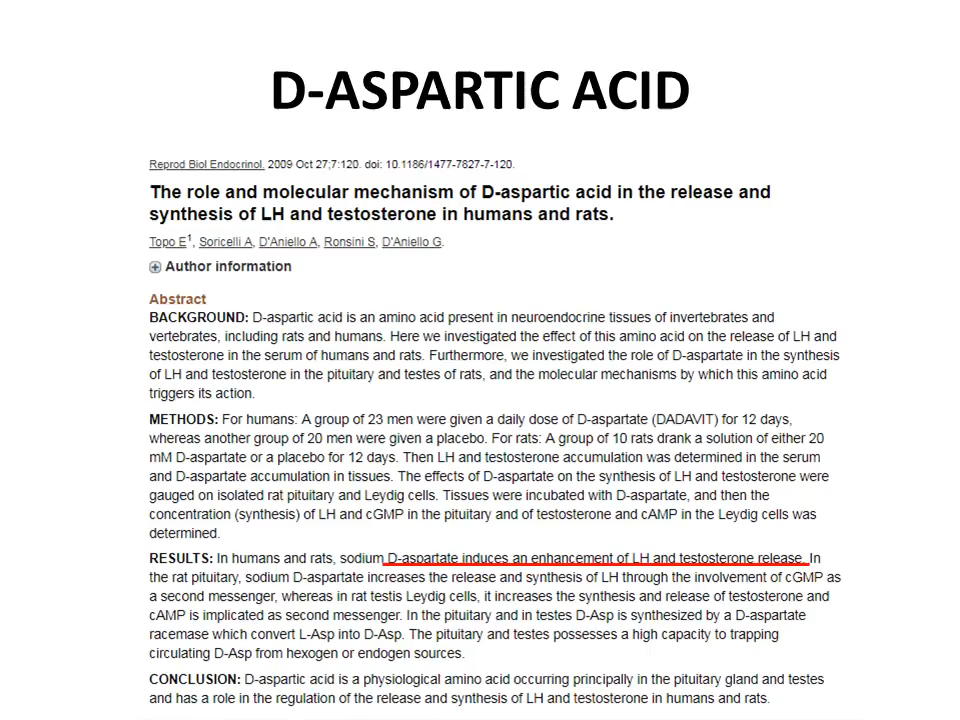 D-ASPARTIC ACID
Reprod Biol Endocrinol. 2009 Oct 27;7:120. doi: 10.1186/1477-7827-7-120.
The role and molecular mechanism of D-aspartic acid in the release and
synthesis of LH and testosterone in humans and rats.
Topo E1, Soricelli A, D'Aniello A, Ronsini S, D'Aniello G.
Author information
Abstract
BACKGROUND: D-aspartic acid is an amino acid present in neuroendocrine tissues of invertebrates and
vertebrates, including rats and humans. Here we investigated the effect of this amino acid on the release of LH and
testosterone in the serum of humans and rats. Furthermore, we investigated the role of D-aspartate in the synthesis
of LH and testosterone in the pituitary and testes of rats, and the molecular mechanisms by which this amino acid
triggers its action.
METHODS: For humans: A group of 23 men were given a daily dose of D-aspartate (DADAVIT) for 12 days,
whereas another group of 20 men were given a placebo. For rats: A group of 10 rats drank a solution of either 20
mM D-aspartate or a placebo for 12 days. Then LH and testosterone accumulation was determined in the serum
and D-aspartate accumulation in tissues. The effects of D-aspartate on the synthesis of LH and testosterone were
gauged on isolated rat pituitary and Leydig cells. Tissues were incubated with D-aspartate, and then the
concentration (synthesis) of LH and cGMP in the pituitary and of testosterone and cAMP in the Leydig cells was
determined.
RESULTS: In humans and rats, sodium D-aspartate induces an enhancement of LH and testosterone release. In
the rat pituitary, sodium D-aspartate increases the release and synthesis of LH through the involvement of cGMP as
a second messenger, whereas in rat testis Leydig cells, it increases the synthesis and release of testosterone and
cAMP is implicated as second messenger. In the pituitary and in testes D-Asp is synthesized by a D-aspartate
racemase which convert L-Asp into D-Asp. The pituitary and testes possesses a high capacity to trapping
circulating D-Asp from hexogen or endogen sources.
CONCLUSION: D-aspartic acid is a physiological amino acid occurring principally in the pituitary gland and testes
and has a role in the regulation of the release and synthesis of LH and testosterone in humans and rats.